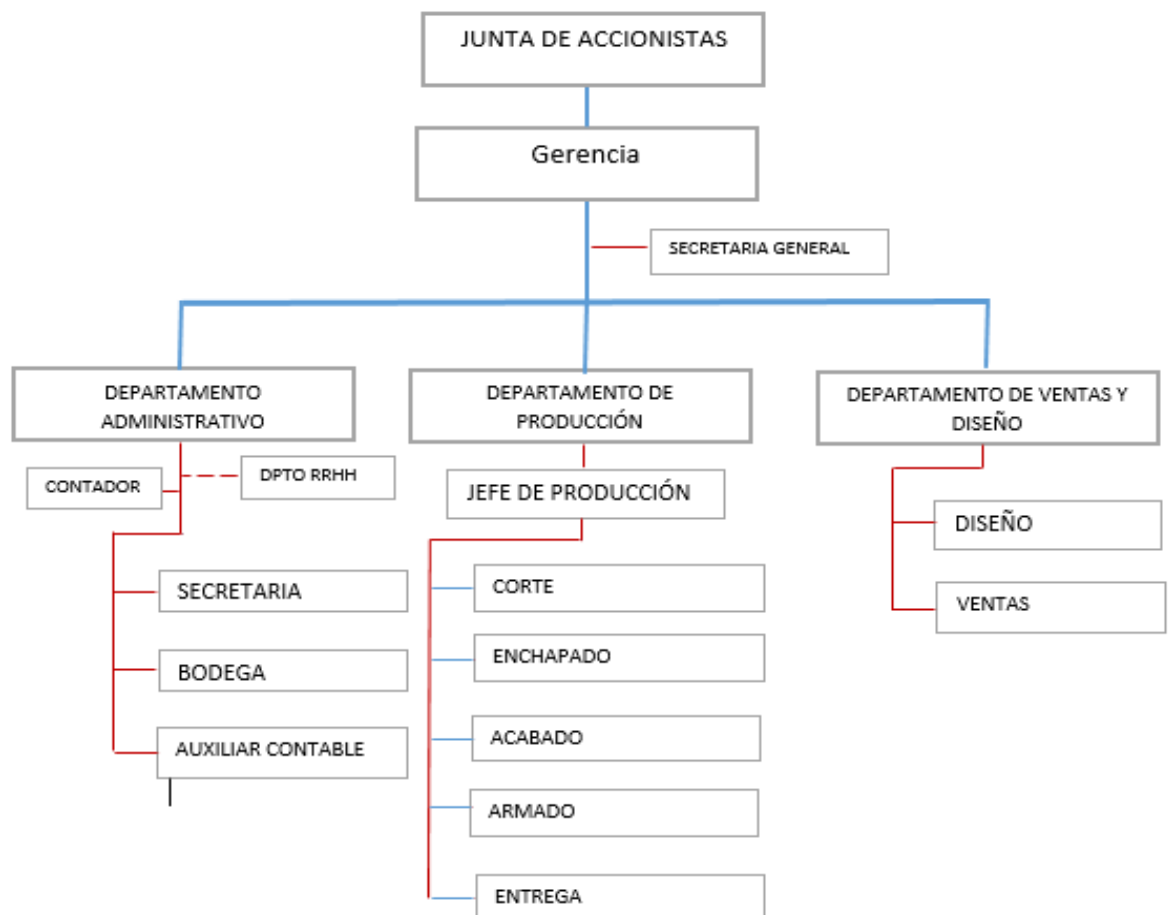 JUNTA DE ACCIONISTAS
Gerencia
SECRETARIA GENERAL
DEPARTAMENTO
ADMINISTRATIVO
CONTADOR
DPTO RRHH
SECRETARIA
BODEGA
AUXILIAR CONTABLE
DEPARTAMENTO DE
PRODUCCIÓN
JEFE DE PRODUCCIÓN
CORTE
ENCHAPADO
ACABADO
ARMADO
ENTREGA
DEPARTAMENTO DE VENTAS Y
DISEÑO
DISEÑO
VENTAS